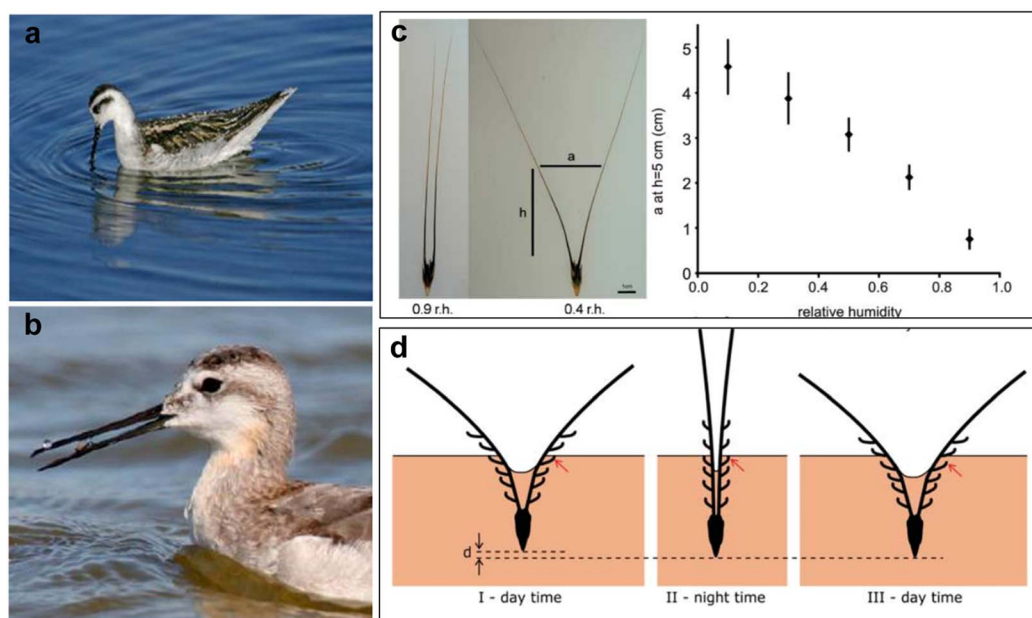 a
b
c
a
h
1cm
0.9 r.h.
0.4 r.h.
a at h=5 cm (cm)
5
4
3
2
1
0
0.0
0.2
0.4
0.6
0.8
1.0
relative humidity
d
d
I - day time
II - night time
III - day time